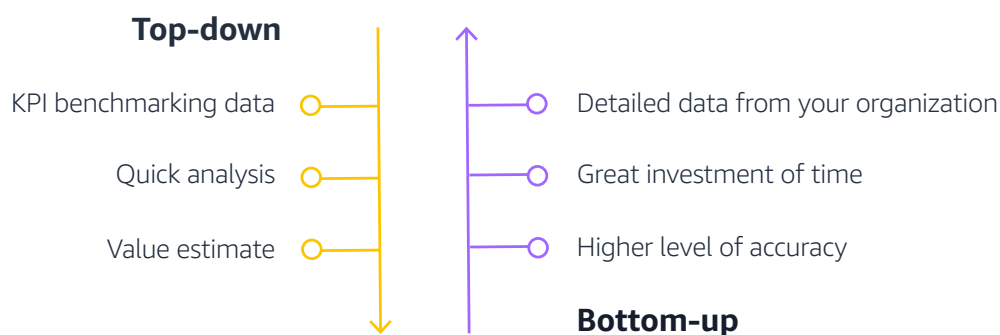 Top-down
KPI benchmarking data
Quick analysis
Value estimate
Detailed data from your organization
Great investment of time
Higher level of accuracy
Bottom-up